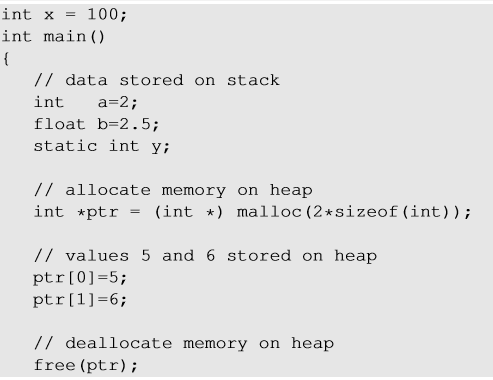 int x = 100;
int main()
{
// data stored on stack
int a=2;
float b=2.5;
static int y;
// allocate memory on heap
int *ptr = (int *) malloc(2*sizeof(int));
// values 5 and 6 stored on heap
ptr[0]=5;
ptr[1]=6;
// deallocate memory on heap
free(ptr);